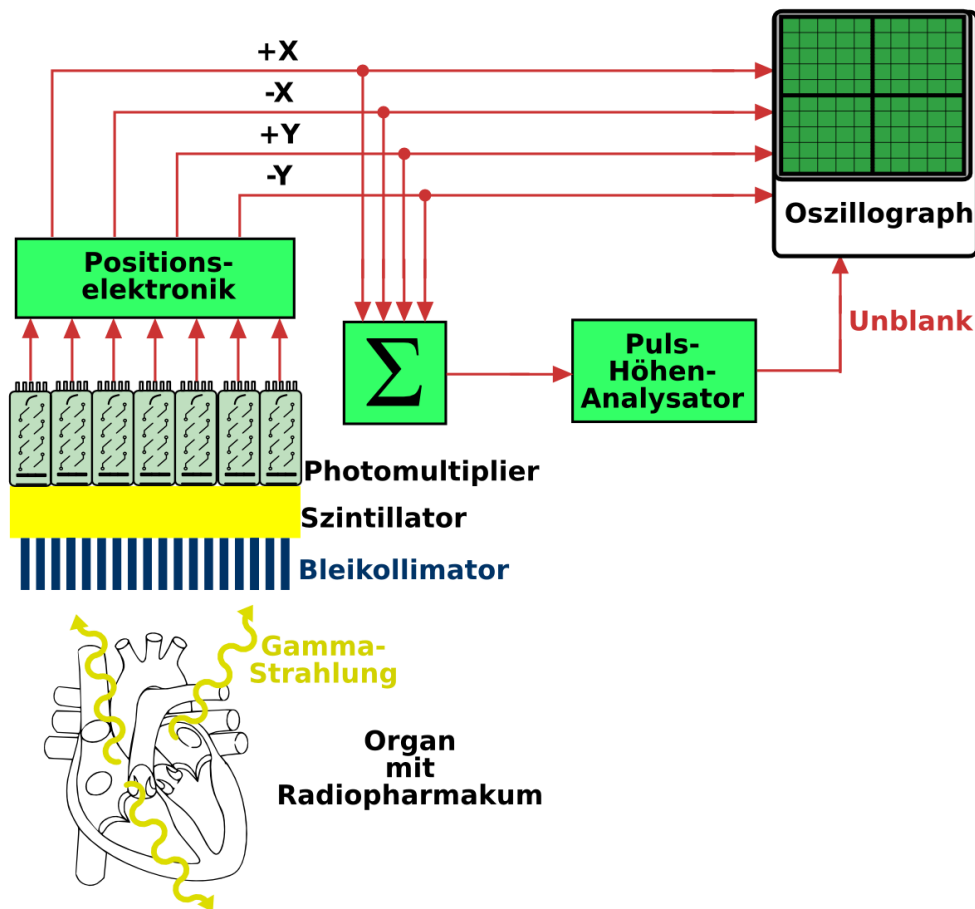 +X
-X
+Y
-Y
Oszillograph
Positions-
elektronik
Unblank
Σ
Puls-
Höhen-
Analysator
Photomultiplier
Szintillator
Bleikollimator
Gamma-
Strahlung
Organ
mit
Radiopharmakum